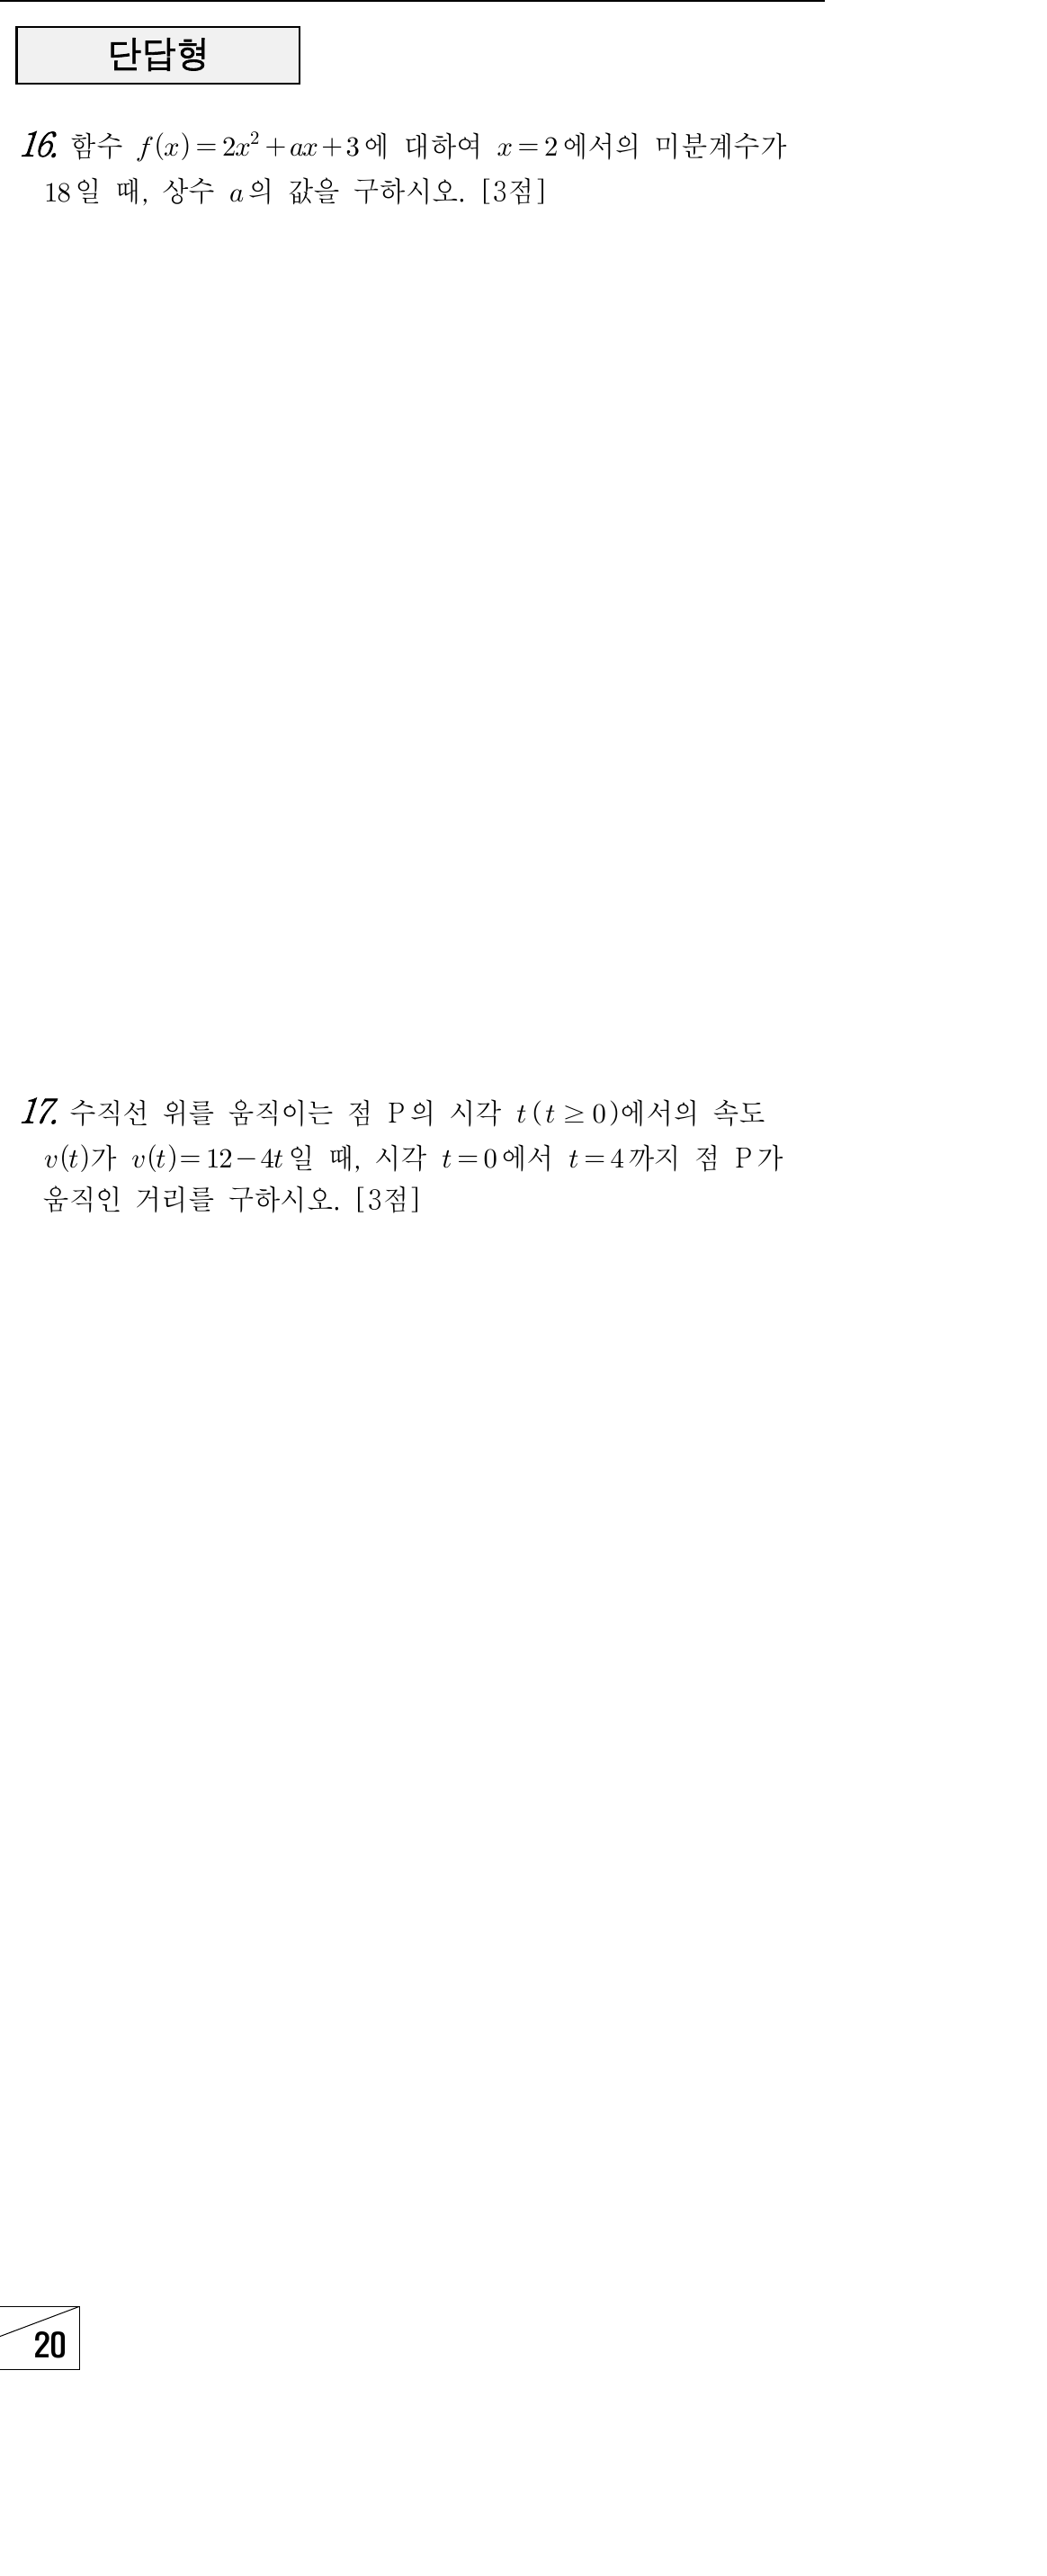 단답형
16. 함수 f(x)=2x²+ax+3에 대하여 x=2에서의 미분계수가
18일 때, 상수 a의 값을 구하시오. [3점]
17. 수직선 위를 움직이는 점 P의 시각 t(t≥0)에서의 속도
v(t)가 v(t)=12-4t일 때, 시각 t=0에서 t=4까지 점 P가
움직인 거리를 구하시오. [3점]
20